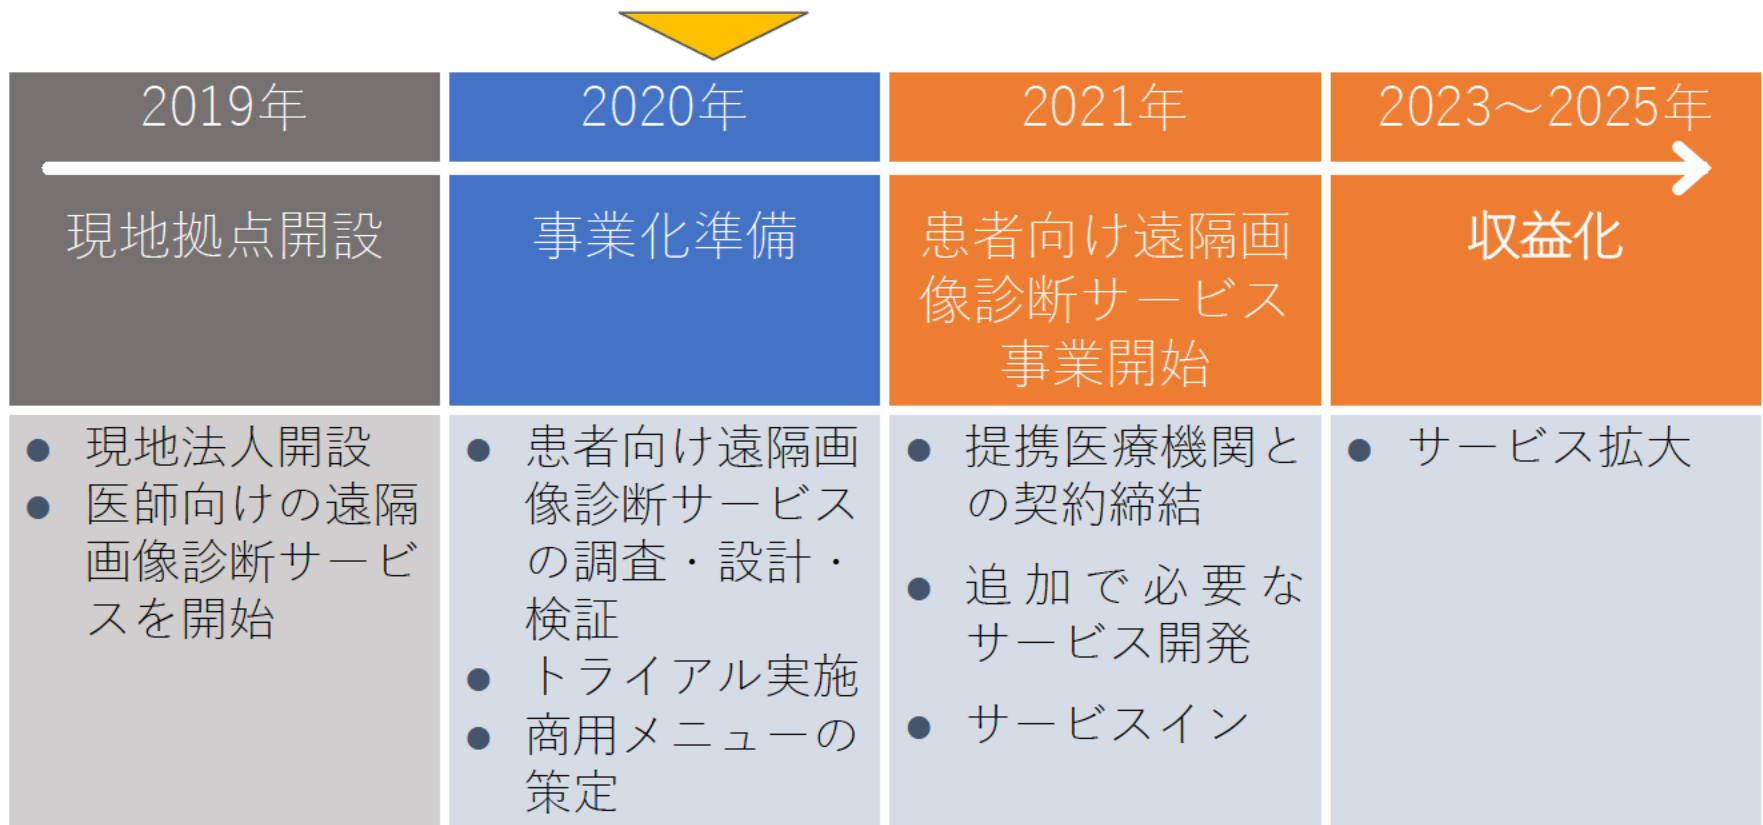 2019年
2020年
2021年
2023～2025年
現地拠点開設
事業化準備
患者向け遠隔画
像診断サービス
事業開始
収益化
● 現地法人開設
● 医師向けの遠隔
画像診断サービ
スを開始
● 患者向け遠隔画
像診断サービス
の調査・設計・
検証
● トライアル実施
● 商用メニューの
策定
● 提携医療機関と
の契約締結
● 追加で必要な
サービス開発
● サービスイン
● サービス拡大